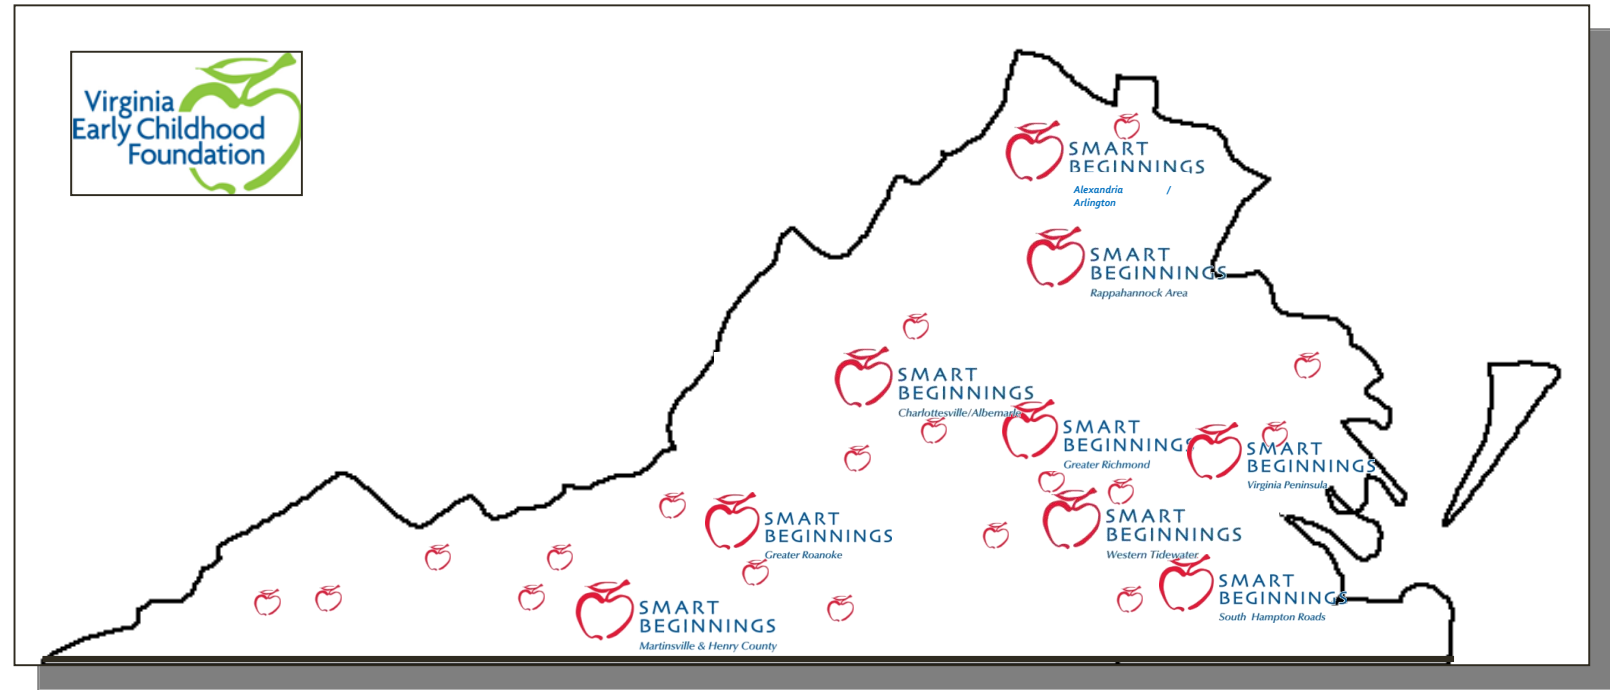 Virginia
Early Childhood
Foundation
SMART
BEGINNINGS
Alexandria /
Arlington
SMART
BEGINNINGS
Rappahannock Area
SMART
BEGINNINGS
Charlottesville/Albemarle
SMART
BEGINNINGS
Greater Richmond
SMART
BEGINNINGS
Virginia Peninsula
SMART
BEGINNINGS
Greater Roanoke
SMART
BEGINNINGS
Western Tidewater
SMART
BEGINNINGS
South Hampton Roads
SMART
BEGINNINGS
Martinsville & Henry County